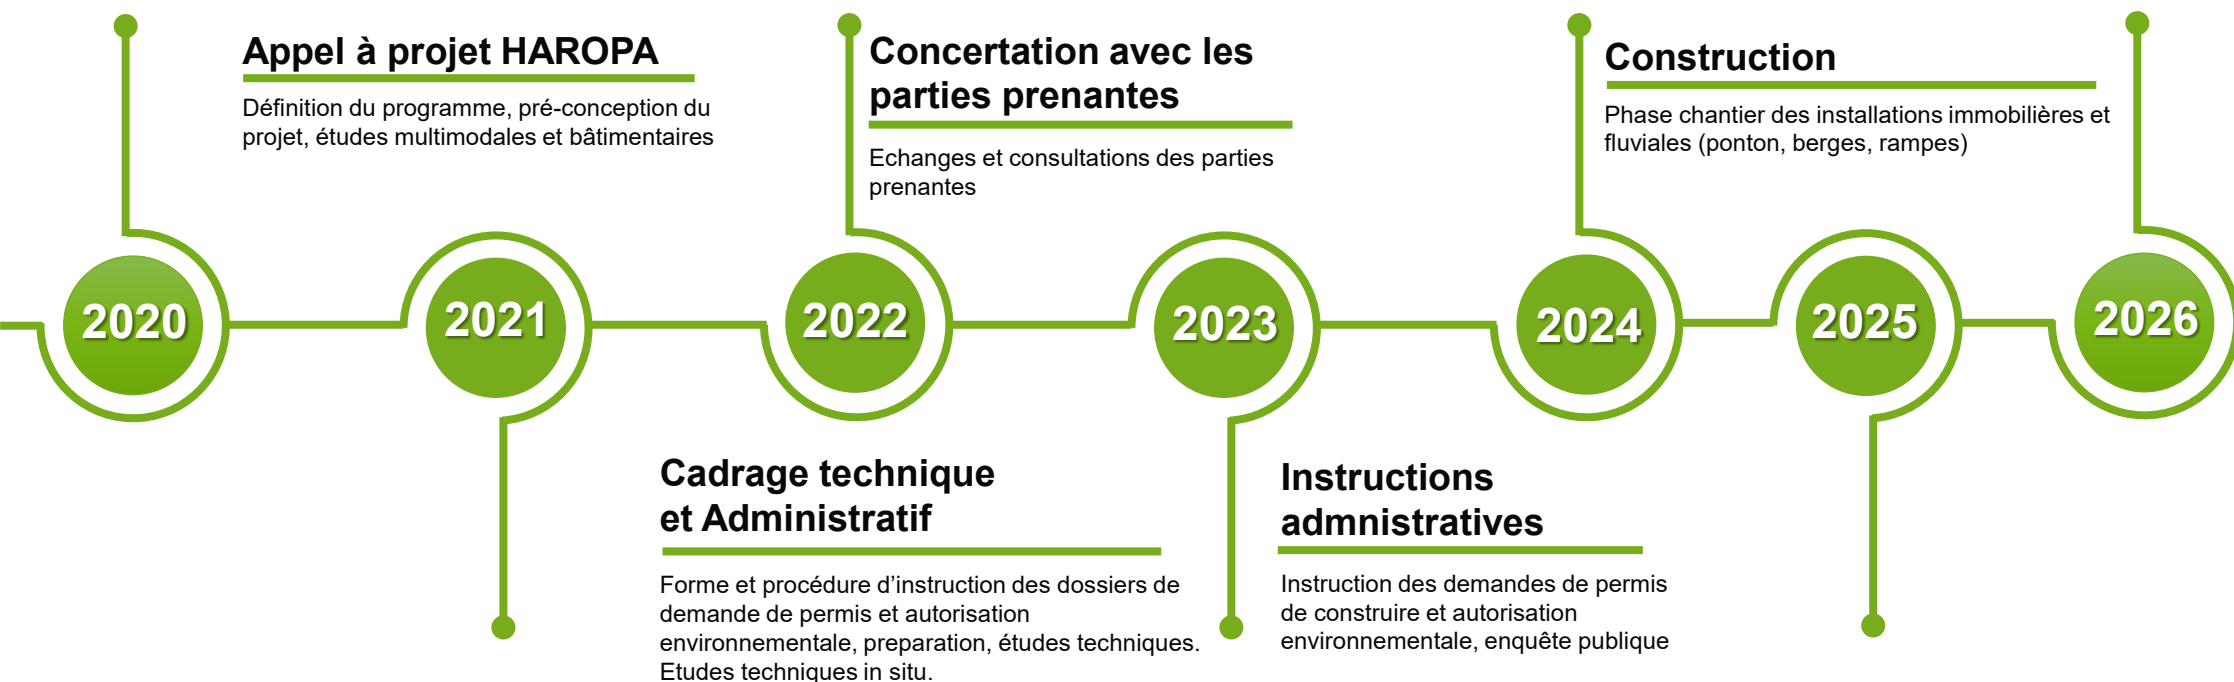 Appel à projet HAROPA
Définition du programme, pré-conception du
projet, études multimodales et bâtimentaires
Concertation avec les
parties prenantes
Echanges et consultations des parties
prenantes
Construction
Phase chantier des installations immobilières et
fluviales (ponton, berges, rampes)
2020
2021
2022
2023
2024
2025
2026
Cadrage technique
et Administratif
Forme et procédure d’instruction des dossiers de
demande de permis et autorisation
environnementale, preparation, études techniques.
Etudes techniques in situ.
Instructions
admnistratives
Instruction des demandes de permis
de construire et autorisation
environnementale, enquête publique